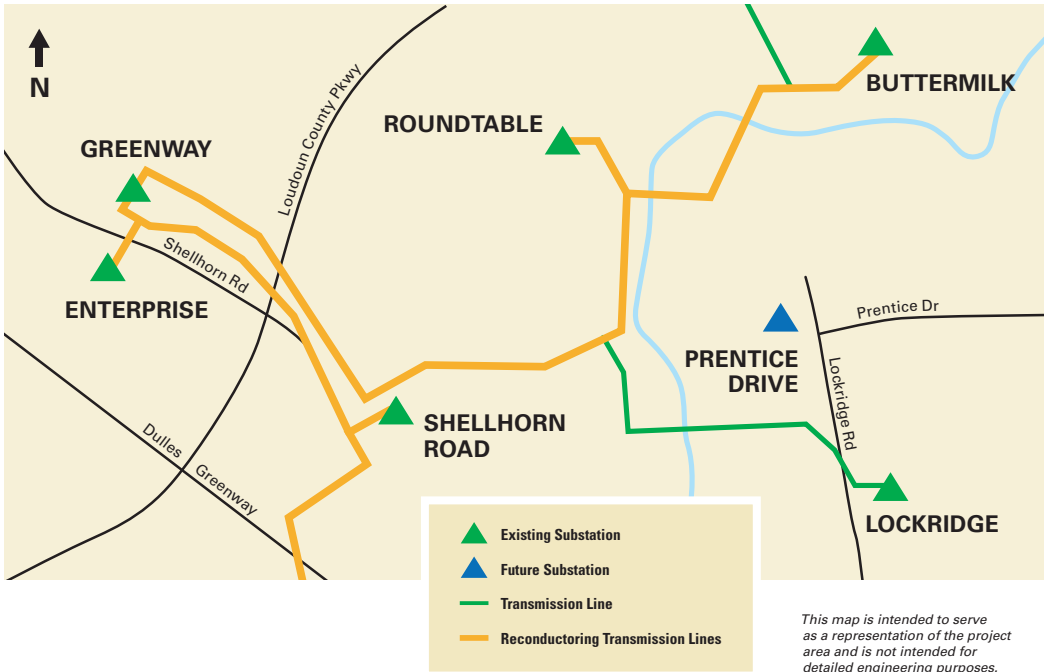 N
BUTTERMILK
ROUNDTABLE
GREENWAY
Loudoun County Pkwy
Shellhorn Rd
ENTERPRISE
Prentice Dr
PRENTICE
DRIVE
Lockridge Rd
SHELLHORN
ROAD
Dulles Greenway
LOCKRIDGE
Existing Substation
Future Substation
Transmission Line
Reconductoring Transmission Lines
This map is intended to serve
as a representation of the project
area and is not intended for
detailed engineering purposes.